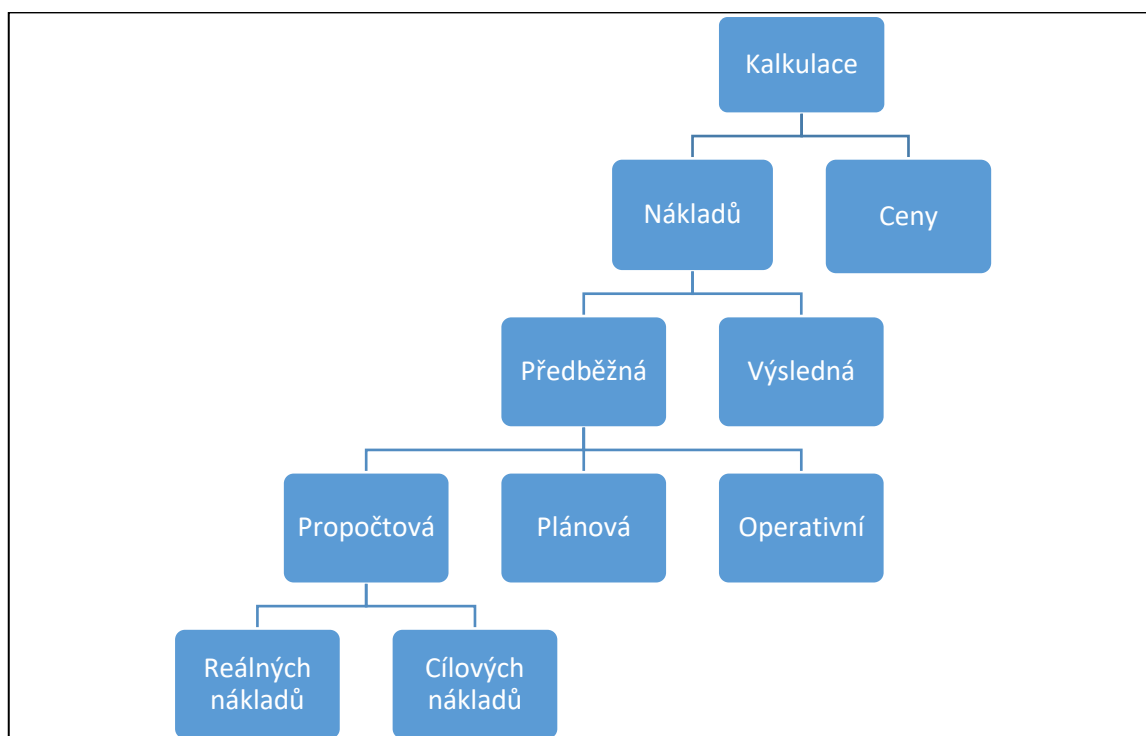 Kalkulace
Nákladů
Ceny
Předběžná
Výsledná
Propočtová
Plánová
Operativní
Reálných
nákladů
Cílových
nákladů